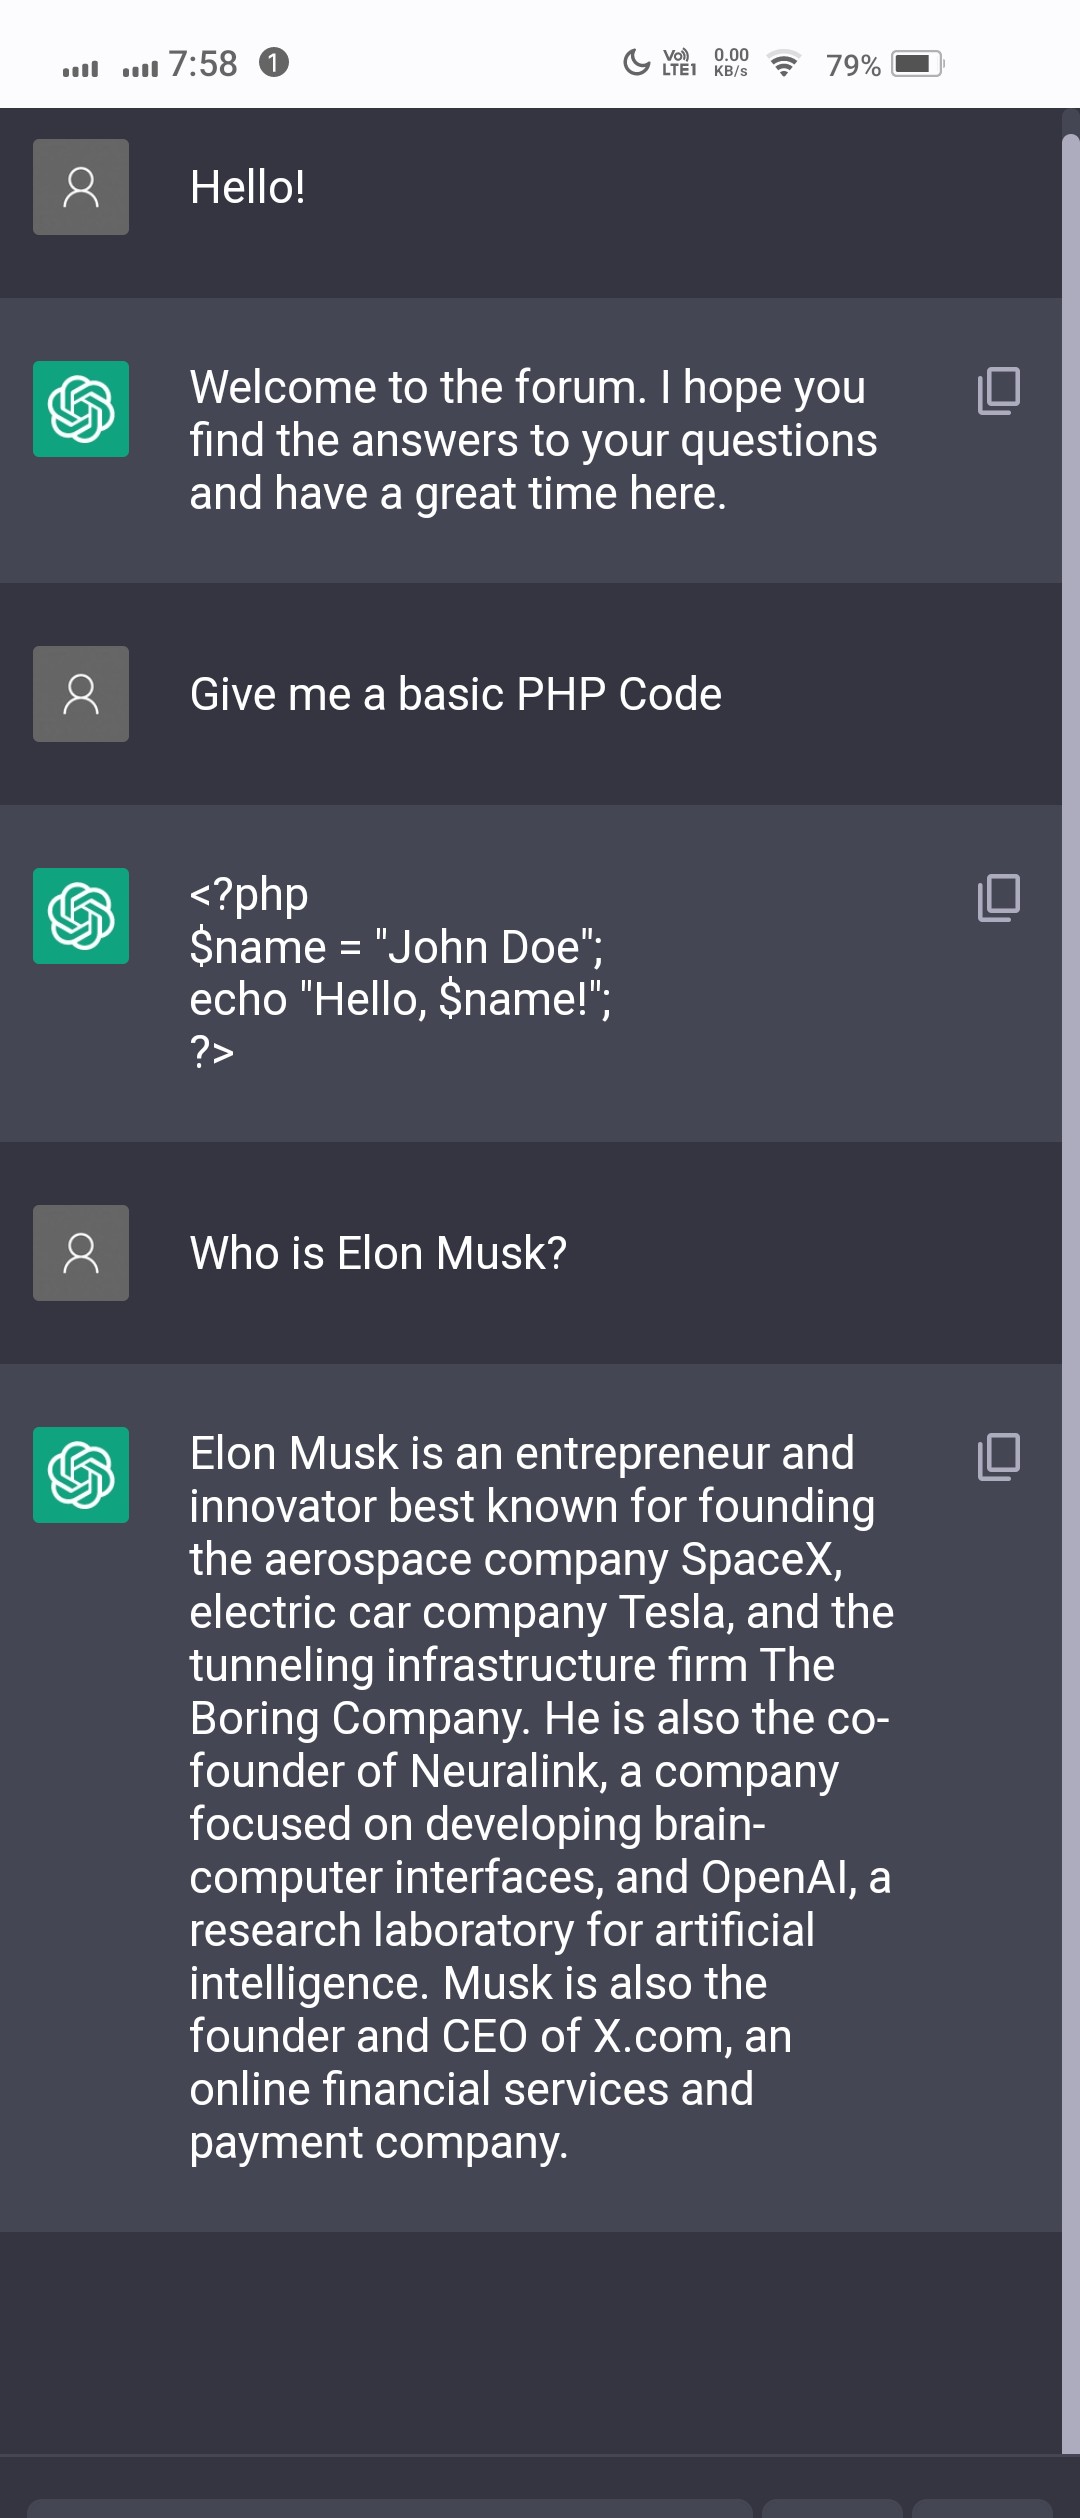 7:58 1 Vo) LTE1 0.00 KB/s 79%
Hello!
Welcome to the forum. I hope you
find the answers to your questions
and have a great time here.
Give me a basic PHP Code
<?php
$name = "John Doe";
echo "Hello, $name!";
?>
Who is Elon Musk?
Elon Musk is an entrepreneur and
innovator best known for founding
the aerospace company SpaceX,
electric car company Tesla, and the
tunneling infrastructure firm The
Boring Company. He is also the co-
founder of Neuralink, a company
focused on developing brain-
computer interfaces, and OpenAI, a
research laboratory for artificial
intelligence. Musk is also the
founder and CEO of X.com, an
online financial services and
payment company.